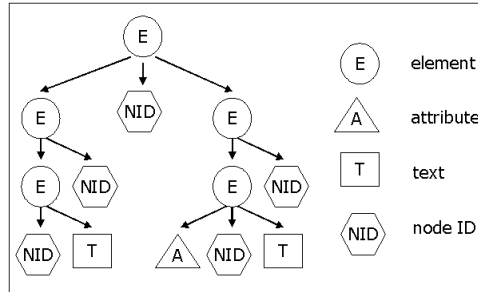 E
E element
NID
E E
A attribute
E NID E NID
T text
NID T A NID T
NID node ID